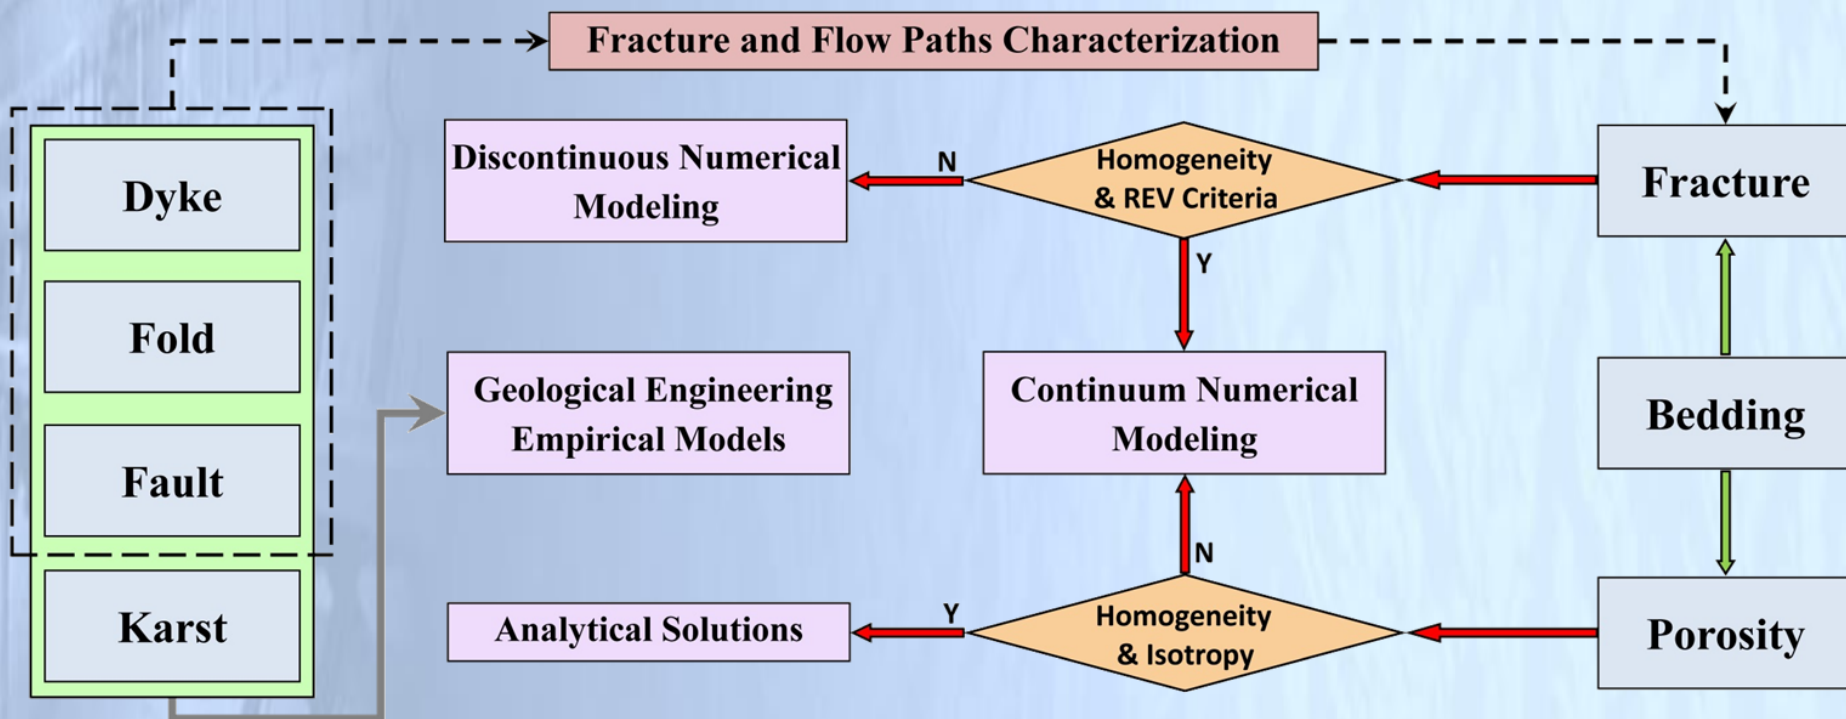 Fracture and Flow Paths Characterization
Dyke
Fold
Fault
Karst
Discontinuous Numerical
Modeling
N
Homogeneity
& REV Criteria
Fracture
Y
Geological Engineering
Empirical Models
Continuum Numerical
Modeling
Bedding
N
Analytical Solutions
Y
Homogeneity
& Isotropy
Porosity